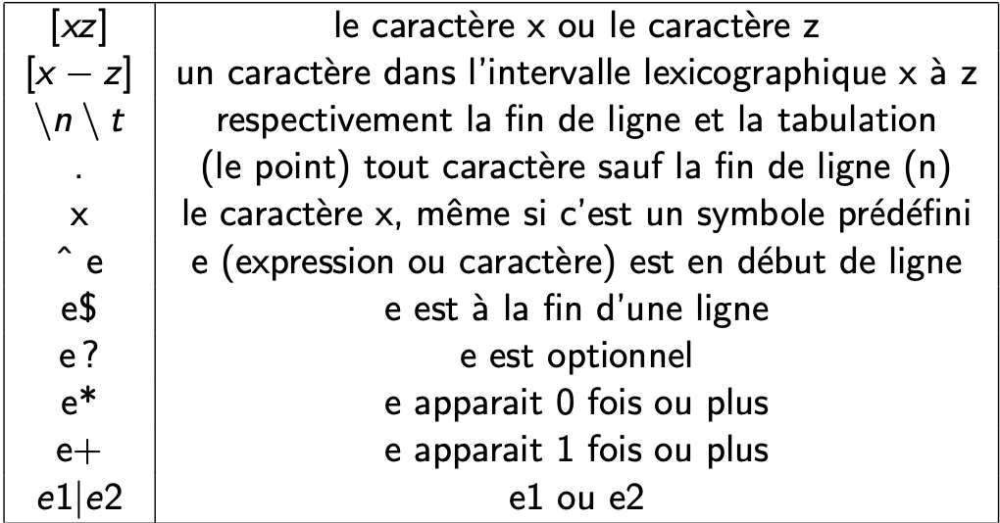 [xz] le caractère x ou le caractère z
[x − z] un caractère dans l'intervalle lexicographique x à z
\n \ t respectivement la fin de ligne et la tabulation
. (le point) tout caractère sauf la fin de ligne (n)
x le caractère x, même si c'est un symbole prédéfini
ˆ e e (expression ou caractère) est en début de ligne
e$ e est à la fin d'une ligne
e ? e est optionnel
e* e apparait 0 fois ou plus
e+ e apparait 1 fois ou plus
e1|e2 e1 ou e2